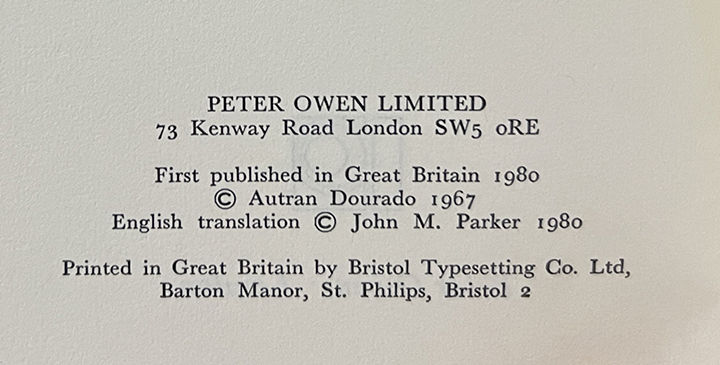 PETER OWEN LIMITED
73 Kenway Road London SW5 0RE
First published in Great Britain 1980
© Autran Dourado 1967
English translation © John M. Parker 1980
Printed in Great Britain by Bristol Typesetting Co. Ltd,
Barton Manor, St. Philips, Bristol 2